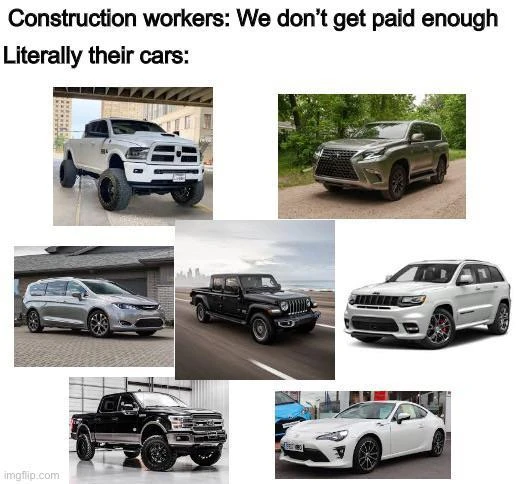 Construction workers: We don't get paid enough
Literally their cars:
imgflip.com